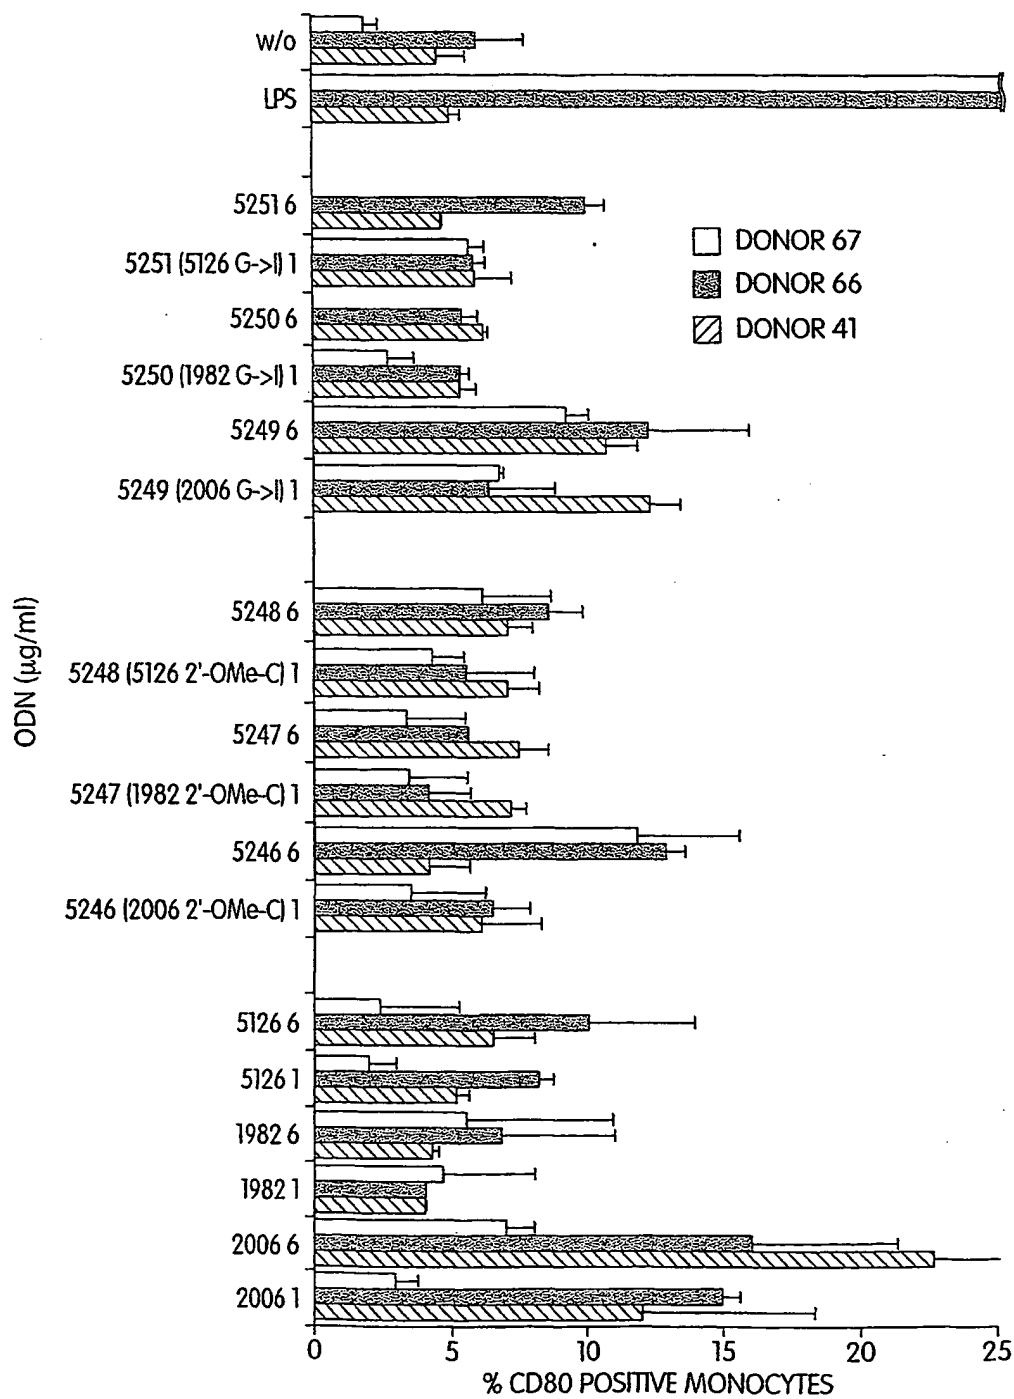 w/o
LPS
5251 6
5251 (5126 G->I) 1
5250 6
5250 (1982 G->I) 1
5249 6
5249 (2006 G->I) 1
5248 6
5248 (5126 2'-OMe-C) 1
5247 6
5247 (1982 2'-OMe-C) 1
5246 6
5246 (2006 2'-OMe-C) 1
5126 6
5126 1
1982 6
1982 1
2006 6
2006 1
ODN (µg/ml)
DONOR 67
DONOR 66
DONOR 41
0 5 10 15 20 25
% CD80 POSITIVE MONOCYTES